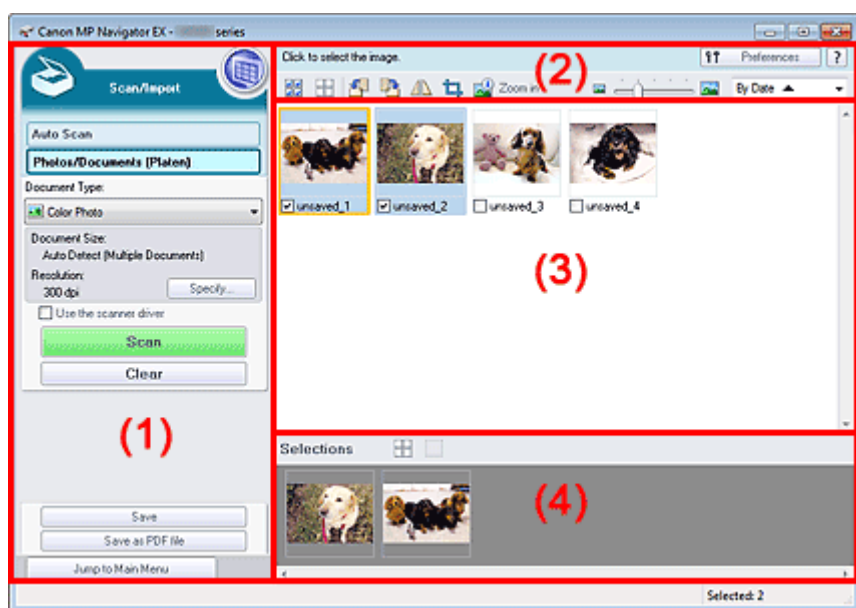 Canon MP Navigator EX - series
Scan/Import
Auto Scan
Photos/Documents (Platen)
Document Type:
Color Photo
Document Size:
Auto Detect (Multiple Documents)
Resolution:
300 dpi
Specify...
Use the scanner driver
Scan
Clear
(1)
Save
Save as PDF file
Jump to Main Menu
Click to select the image.
Preferences
?
(2)
Zoom in
By Date
unsaved_1
unsaved_2
unsaved_3
unsaved_4
(3)
Selections
(4)
Selected: 2